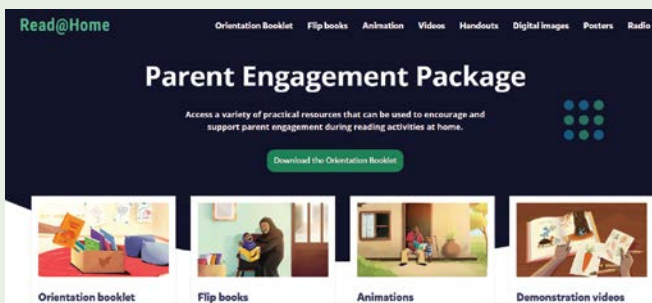 Read@Home
Orientation Booklet Flip books Animation Videos Handouts Digital images Posters Radio
Parent Engagement Package
Access a variety of practical resources that can be used to encourage and
support parent engagement during reading activities at home.
Download the Orientation Booklet
Orientation booklet Flip books Animations Demonstration videos